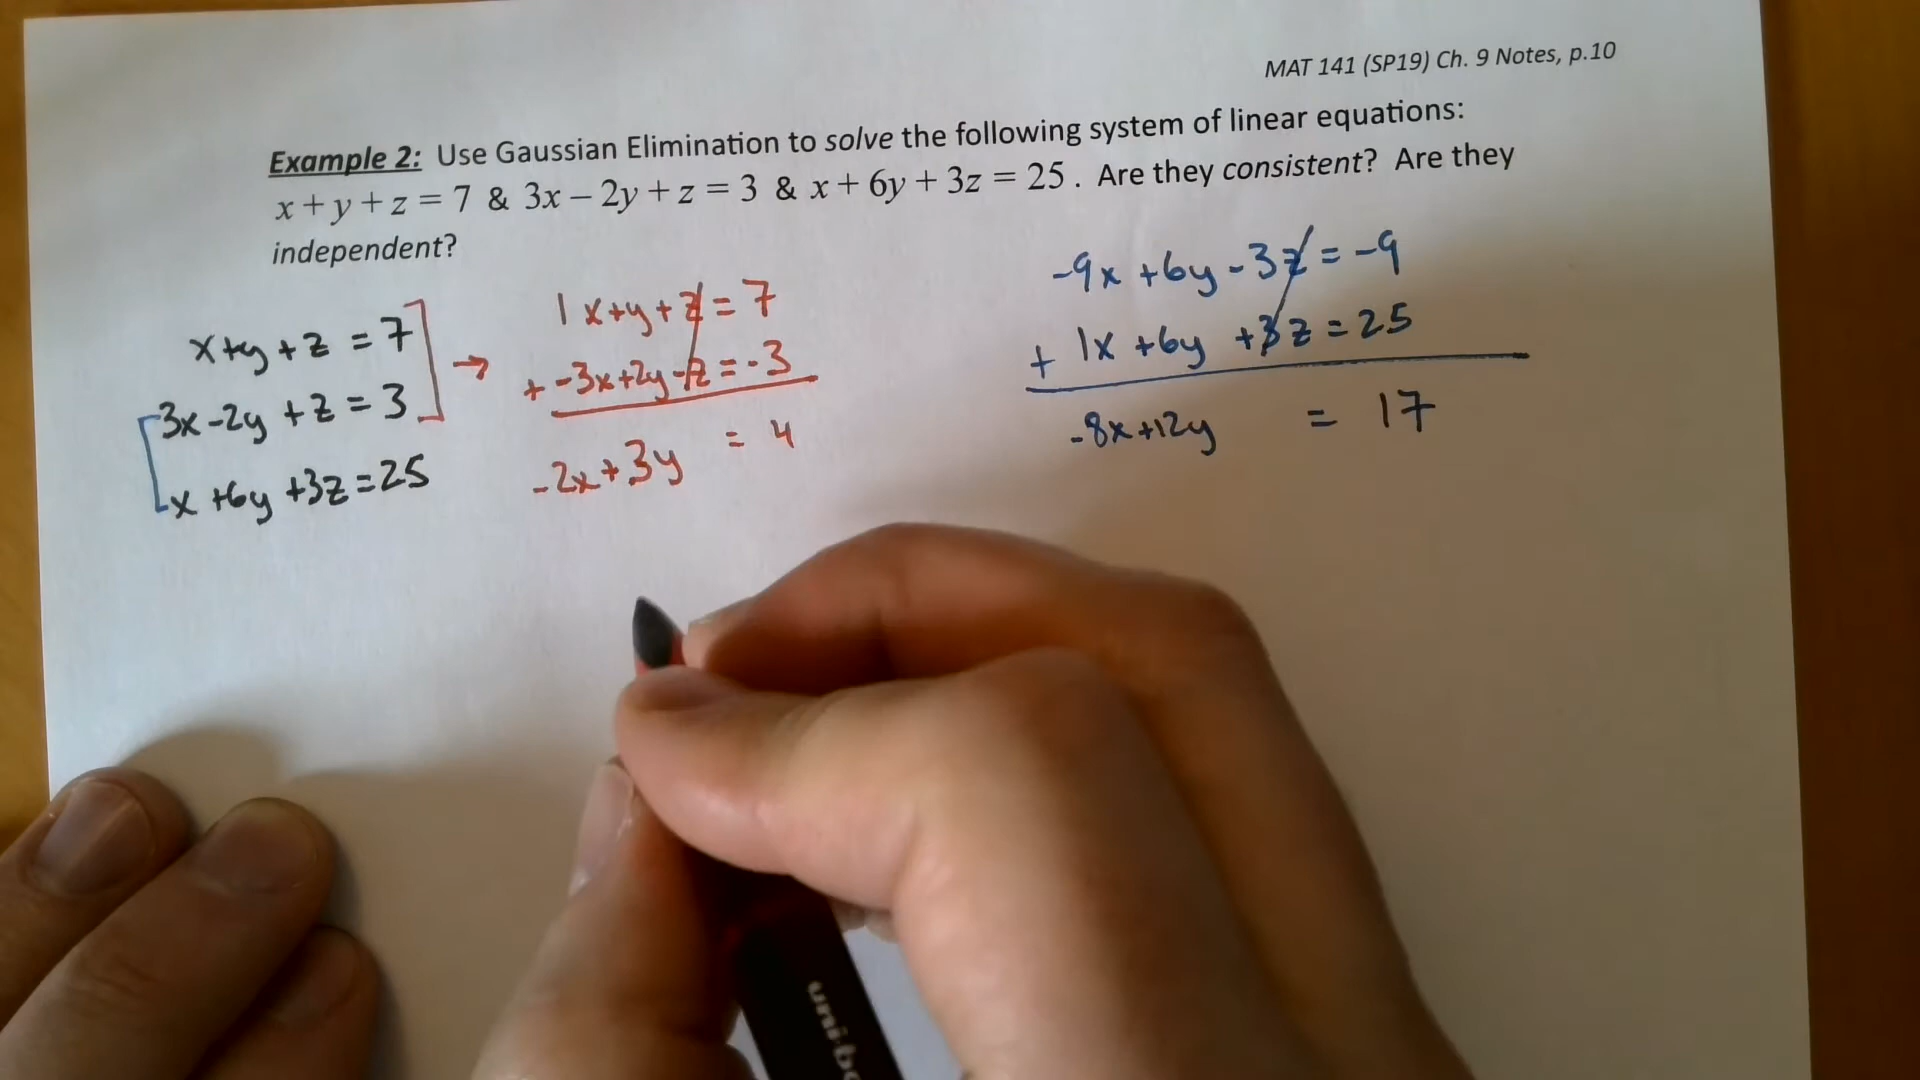 MAT 141 (SP19) Ch. 9 Notes, p.10
Example 2: Use Gaussian Elimination to solve the following system of linear equations:
x + y + z = 7 & 3x – 2y + z = 3 & x + 6y + 3z = 25 . Are they consistent? Are they
independent?
x+y+z = 7
3x-2y+z = 3
x+6y+3z=25
→
1x+y+z = 7
+ -3x+2y-z = -3
-2x+3y = 4
-9x+6y-3z = -9
+ 1x+6y+3z = 25
-8x+12y = 17